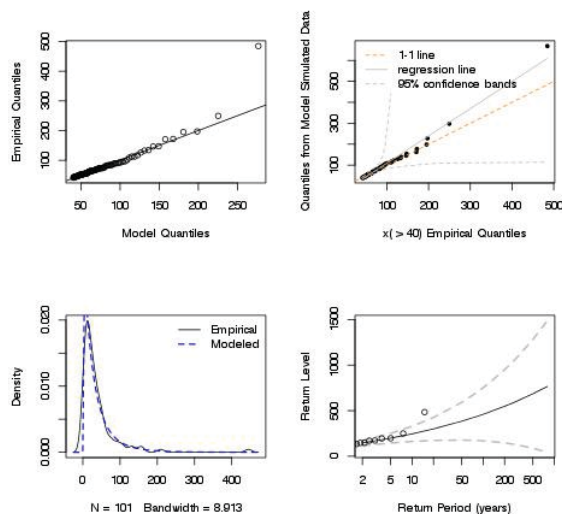 Empirical Quantiles
500
400
300
200
100
50
100
150
200
250
Model Quantiles
Quantiles from Model Simulated Data
600
500
300
100
1-1 line
regression line
95% confidence bands
100
200
300
400
500
x( > 40) Empirical Quantiles
Density
0.020
0.010
0.000
Empirical
Modeled
0
100
200
300
400
N = 101 Bandwidth = 8.913
Return Level
1500
1000
500
0
2
5
10
50
100
200
500
Return Period (years)